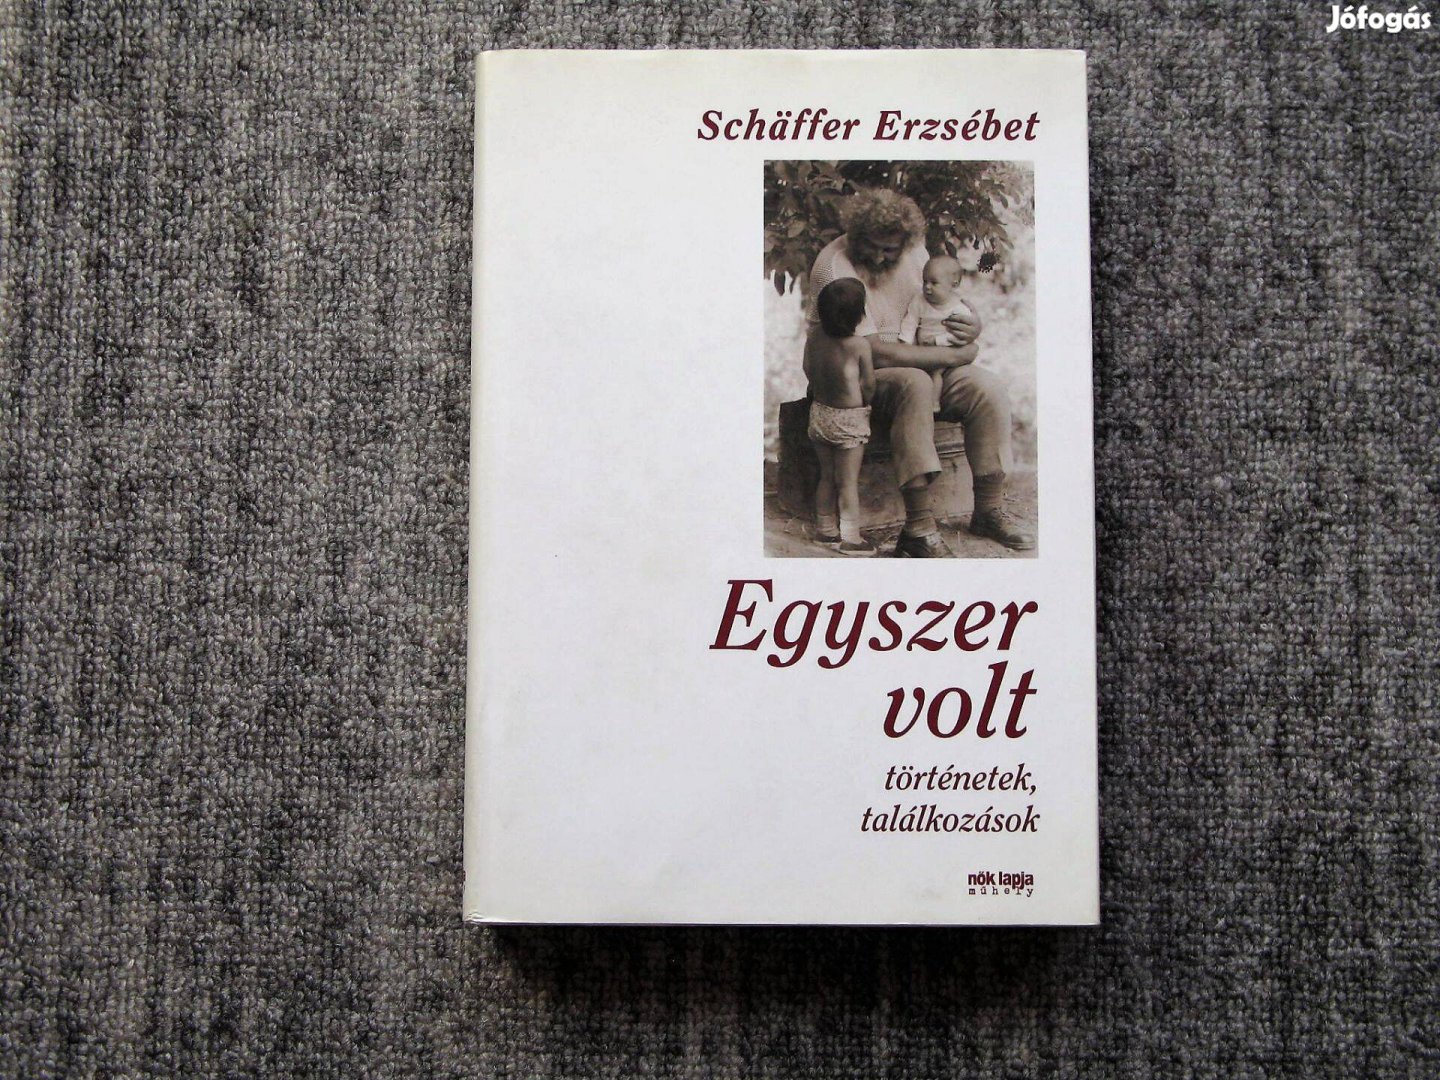 Jófogás
Schäffer Erzsébet
Egyszer
volt
történetek,
találkozások
nők lapja
műhely